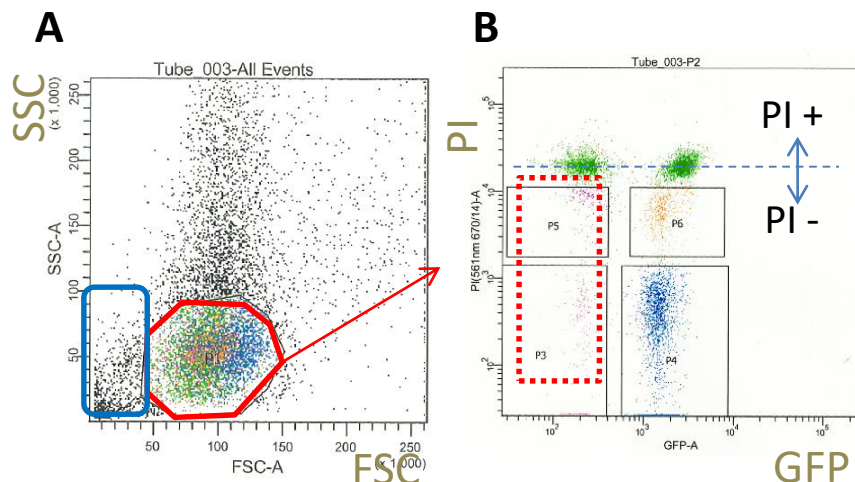 A
Tube_003-All Events
SSC
(x 1,000)
SSC-A
250
200
150
100
50
P1
50
100
150
200
250
FSC-A
(x 1,000)
FSC
B
Tube_003-P2
PI
PI(561nm 670/14)-A
10^5
10^4
10^3
10^2
PI +
PI -
P5
P6
P3
P4
10^2
10^3
10^4
10^5
GFP-A
GFP